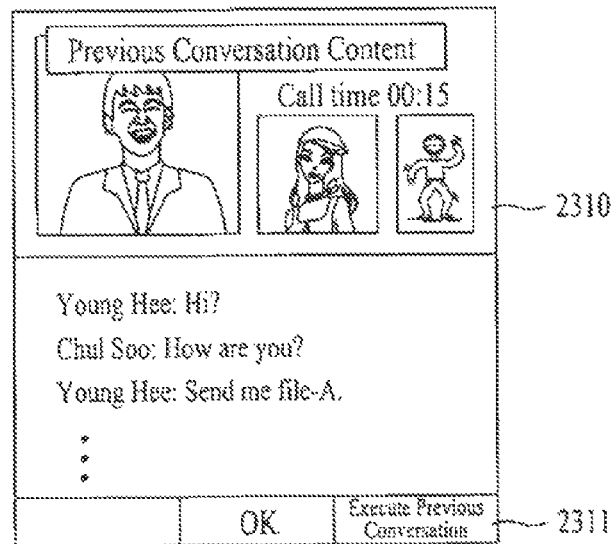 Previous Conversation Content
Call time 00:15
2310
Young Hee: Hi?
Chul Soo: How are you?
Young Hee: Send me file-A.
OK
Execute Previous
Conversation
2311